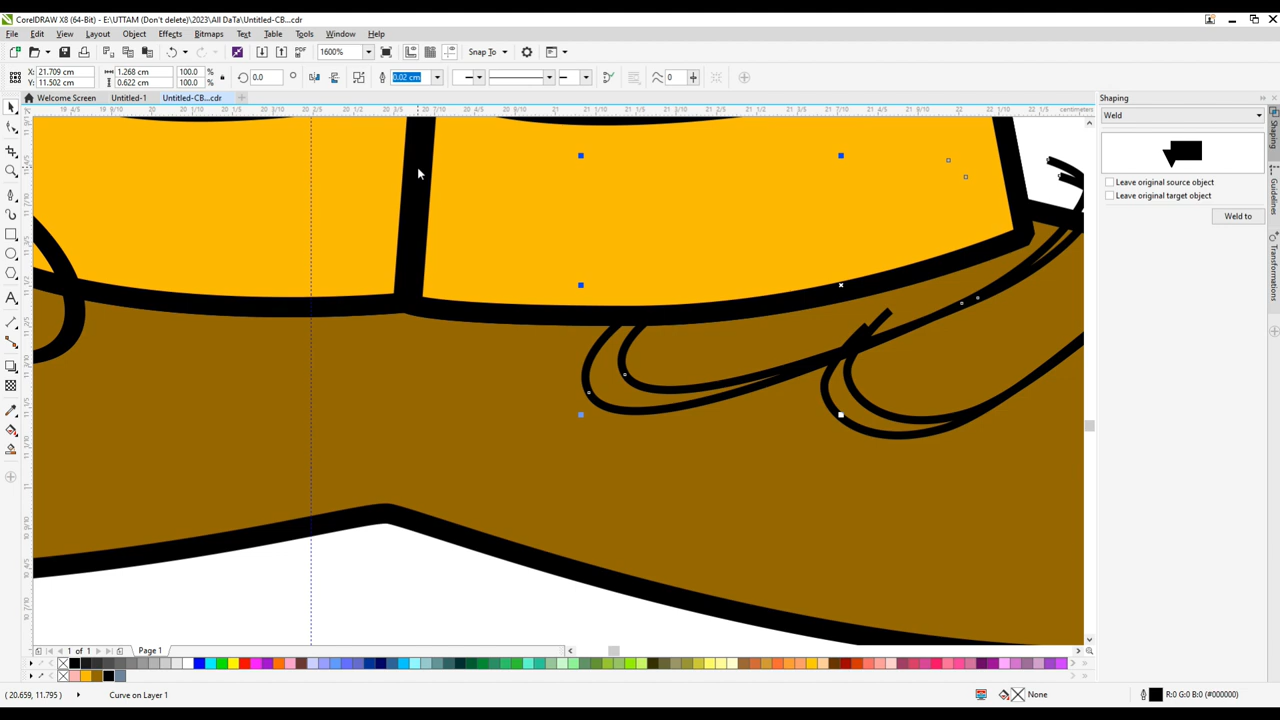 CorelDRAW X8 (64-Bit) - E:\UTTAM (Don't delete)\2023\All DaTa\Untitled-CB...cdr
File Edit View Layout Object Effects Bitmaps Text Table Tools Window Help
1600% Snap To
X: 21.709 cm 1.268 cm 100.0 % 0.0 0.02 cm 0
Y: 11.502 cm 0.622 cm 100.0 %
Welcome Screen Untitled-1 Untitled-CB...cdr
centimeters
Shaping
Weld
Leave original source object
Leave original target object
Weld to
Shaping
Guidelines
Transformations
1 of 1 Page 1
( 20.659, 11.795 ) Curve on Layer 1 None R:0 G:0 B:0 (#000000)